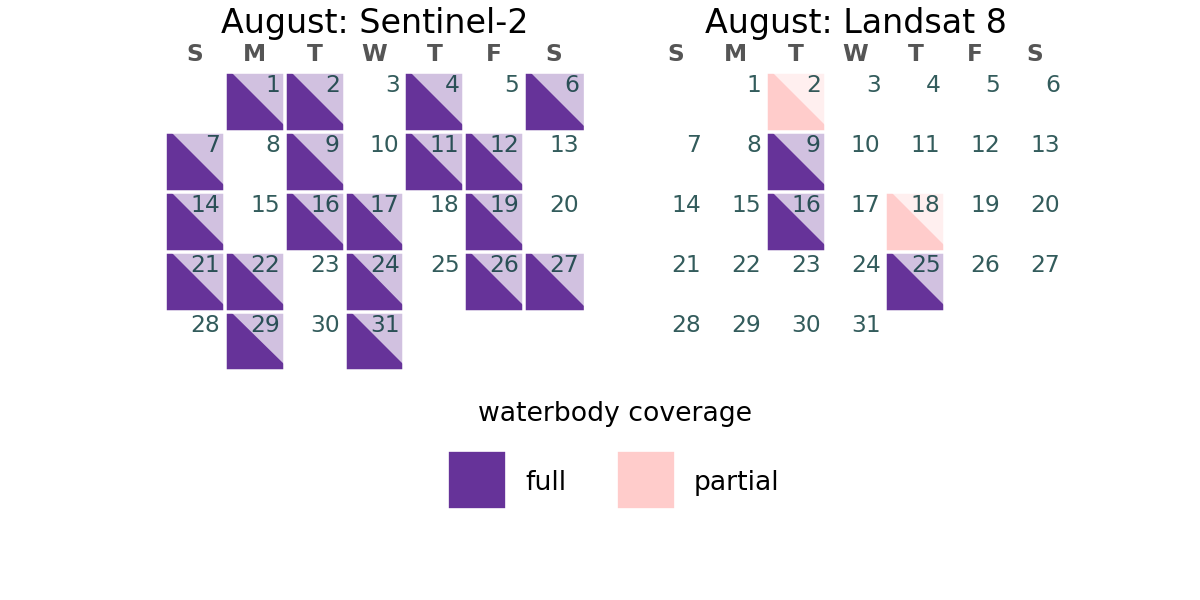 August: Sentinel-2
S M T W T F S
1 2 3 4 5 6
7 8 9 10 11 12 13
14 15 16 17 18 19 20
21 22 23 24 25 26 27
28 29 30 31
August: Landsat 8
S M T W T F S
1 2 3 4 5 6
7 8 9 10 11 12 13
14 15 16 17 18 19 20
21 22 23 24 25 26 27
28 29 30 31
waterbody coverage
full
partial